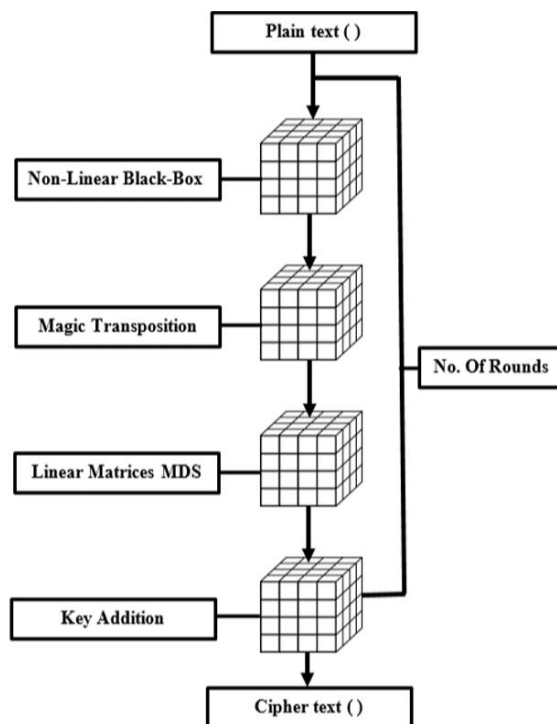 Plain text ( )
Non-Linear Black-Box
Magic Transposition
No. Of Rounds
Linear Matrices MDS
Key Addition
Cipher text ( )